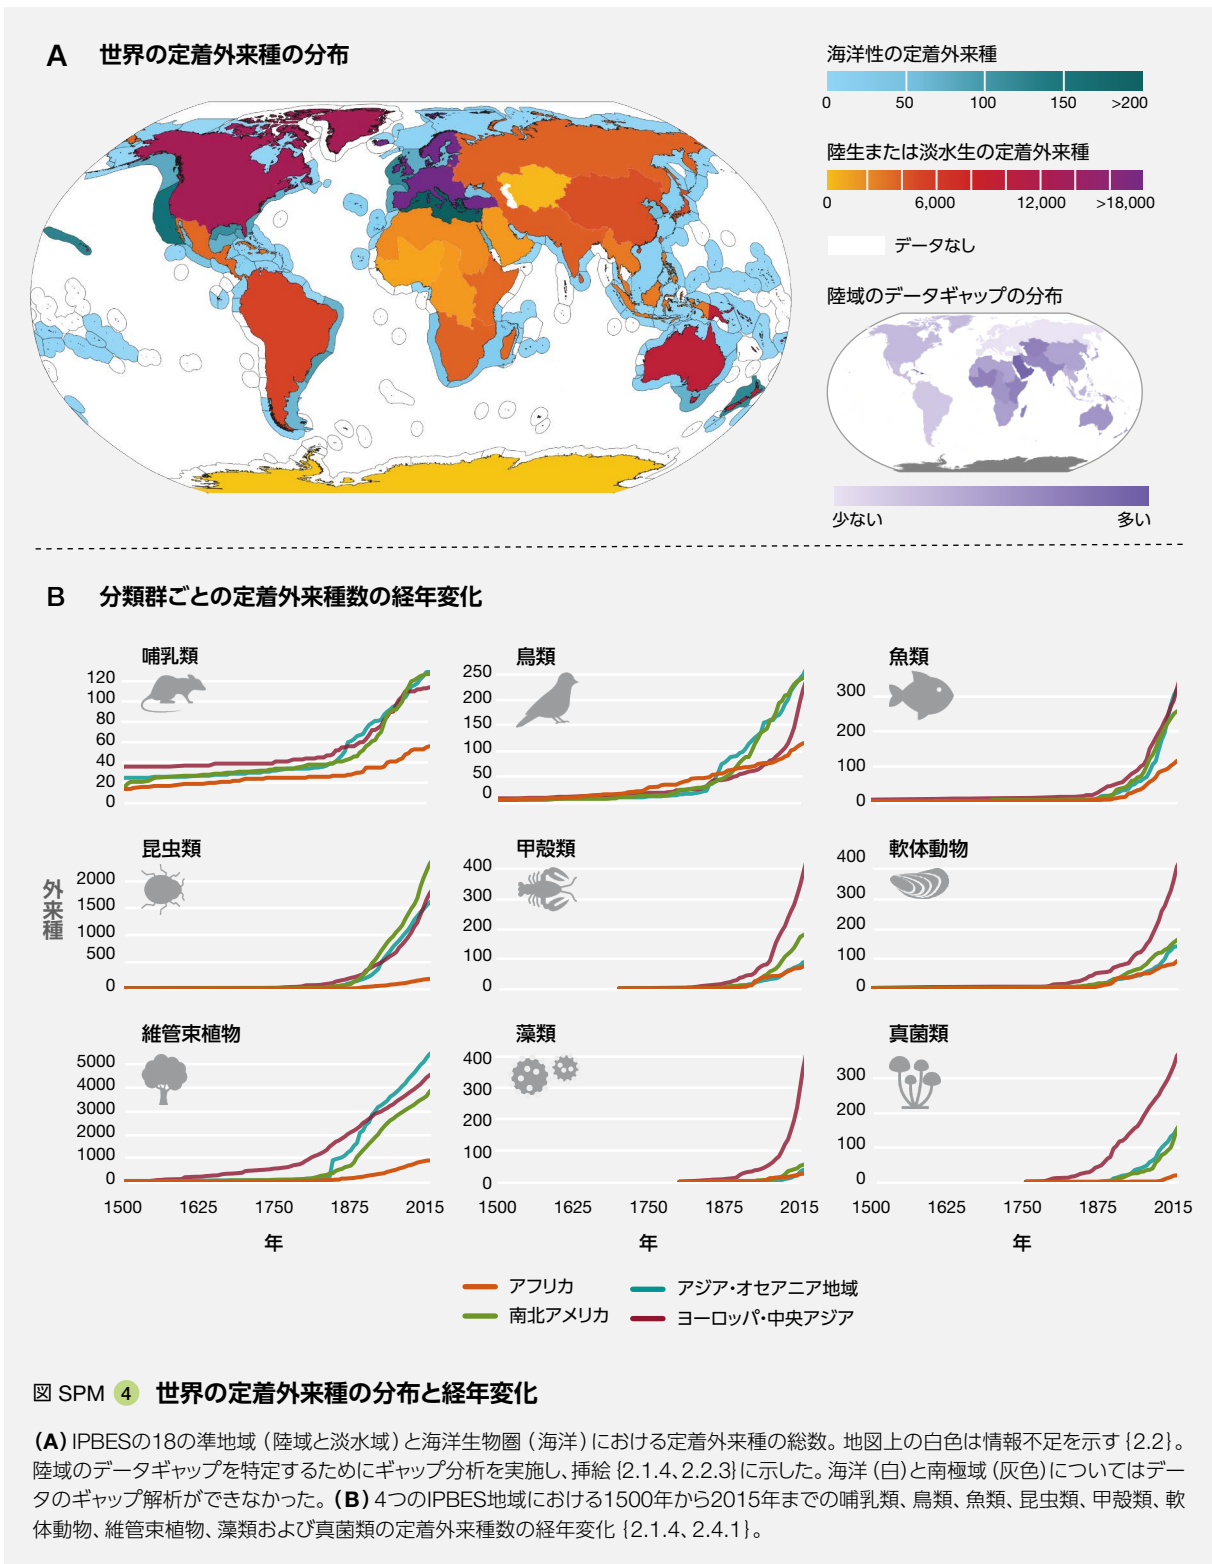 A 世界の定着外来種の分布
海洋性の定着外来種
0 50 100 150 >200
陸生または淡水生の定着外来種
0 6,000 12,000 >18,000
データなし
陸域のデータギャップの分布
少ない 多い
B 分類群ごとの定着外来種数の経年変化
外来種
哺乳類
120
100
80
60
40
20
0
鳥類
250
200
150
100
50
0
魚類
300
200
100
0
昆虫類
2000
1500
1000
500
0
甲殻類
400
300
200
100
0
軟体動物
400
300
200
100
0
維管束植物
5000
4000
3000
2000
1000
0
1500 1625 1750 1875 2015
年
藻類
400
300
200
100
0
1500 1625 1750 1875 2015
年
真菌類
300
200
100
0
1500 1625 1750 1875 2015
年
アフリカ アジア・オセアニア地域
南北アメリカ ヨーロッパ・中央アジア
図 SPM 4 世界の定着外来種の分布と経年変化
(A) IPBESの18の準地域（陸域と淡水域）と海洋生物圏（海洋）における定着外来種の総数。地図上の白色は情報不足を示す{2.2}。
陸域のデータギャップを特定するためにギャップ分析を実施し、挿絵{2.1.4、2.2.3}に示した。海洋（白）と南極域（灰色）についてはデー
タのギャップ解析ができなかった。(B) 4つのIPBES地域における1500年から2015年までの哺乳類、鳥類、魚類、昆虫類、甲殻類、軟
体動物、維管束植物、藻類および真菌類の定着外来種数の経年変化{2.1.4、2.4.1}。